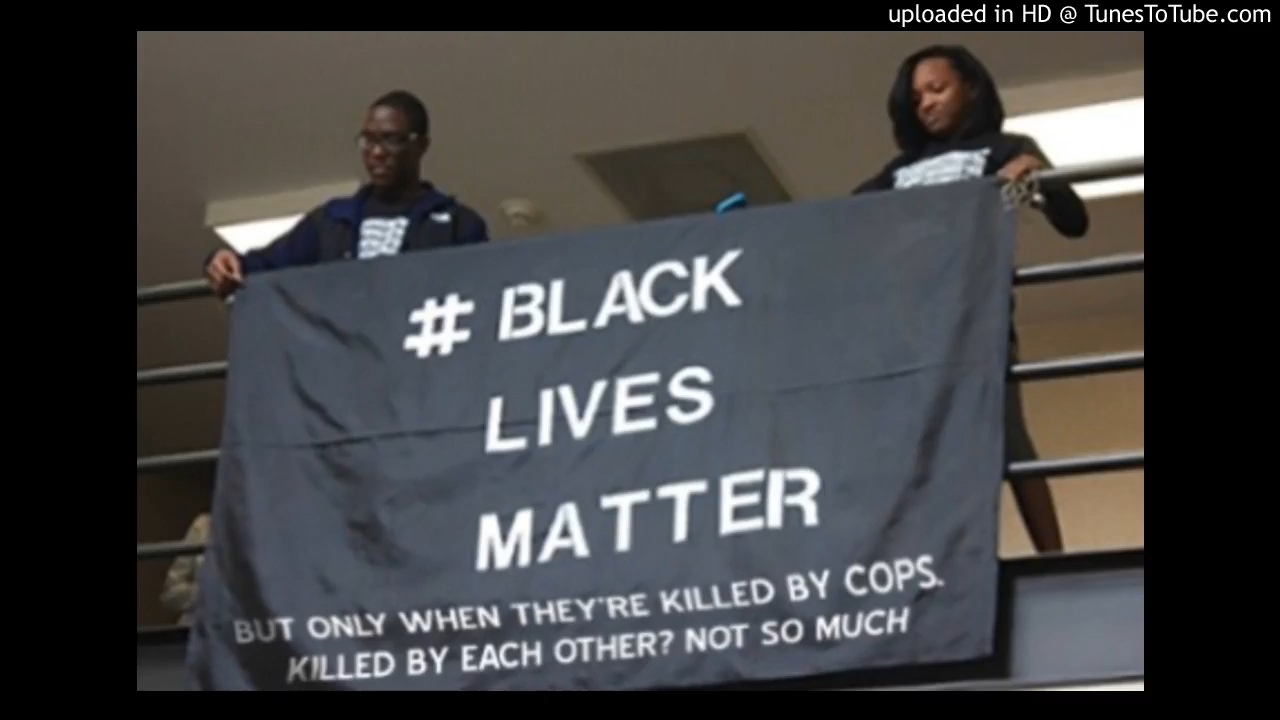 uploaded in HD @ TunesToTube.com
# BLACK
LIVES
MATTER
BUT ONLY WHEN THEY'RE KILLED BY COPS.
KILLED BY EACH OTHER? NOT SO MUCH